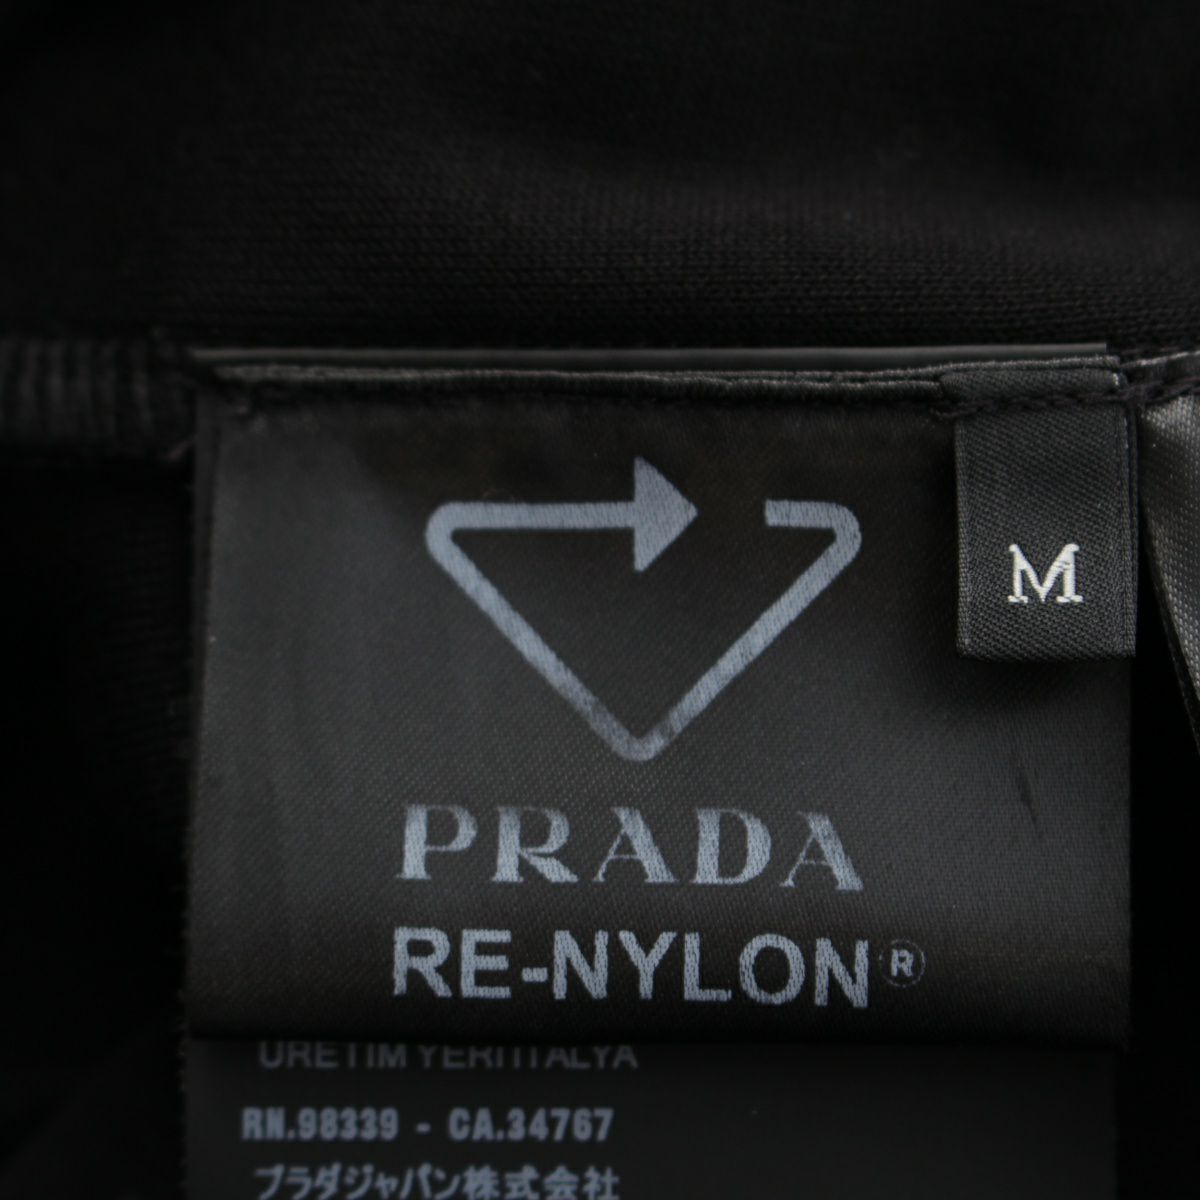 M
PRADA
RE-NYLON®
URETIM YERI ITALYA
RN.98339 - CA.34767
プラダジャパン株式会社